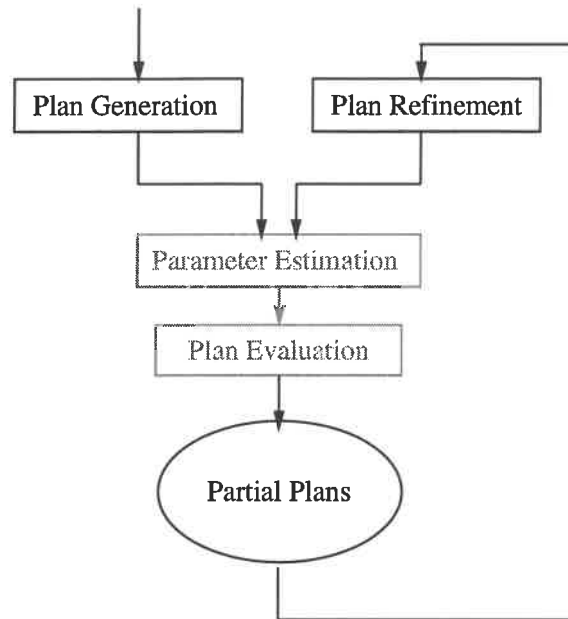 Plan Generation
Plan Refinement
Parameter Estimation
Plan Evaluation
Partial Plans